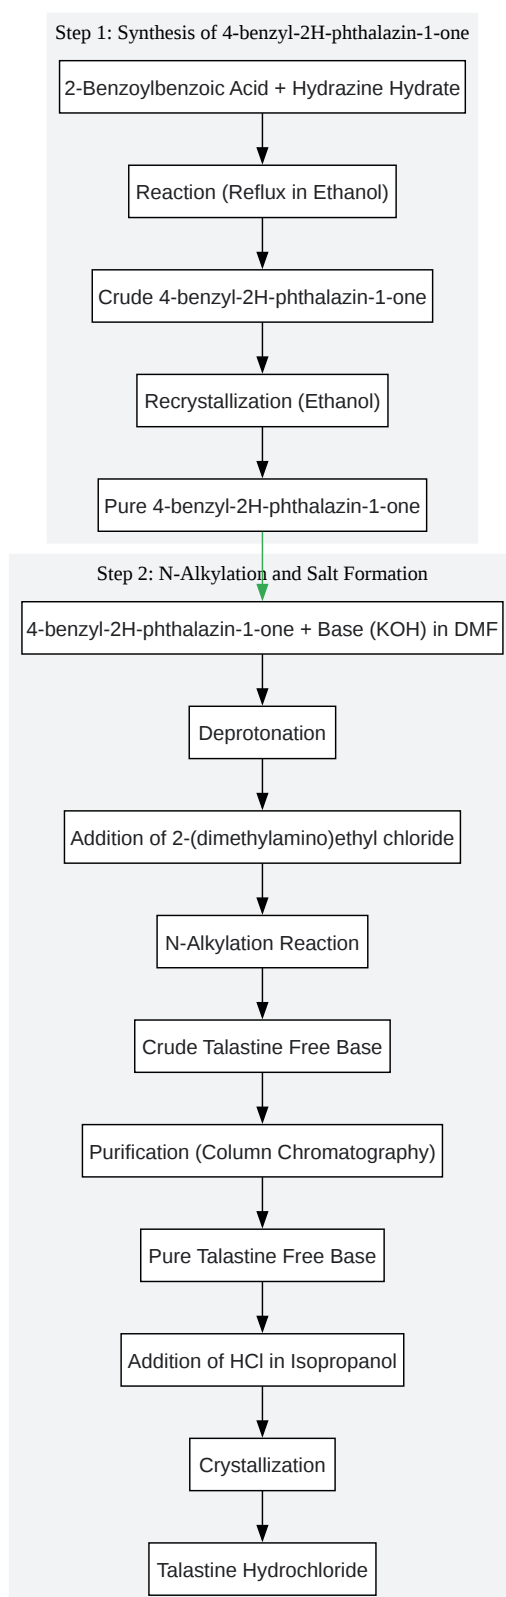 Step 1: Synthesis of 4-benzyl-2H-phthalazin-1-one
2-Benzoylbenzoic Acid + Hydrazine Hydrate
Reaction (Reflux in Ethanol)
Crude 4-benzyl-2H-phthalazin-1-one
Recrystallization (Ethanol)
Pure 4-benzyl-2H-phthalazin-1-one
Step 2: N-Alkylation and Salt Formation
4-benzyl-2H-phthalazin-1-one + Base (KOH) in DMF
Deprotonation
Addition of 2-(dimethylamino)ethyl chloride
N-Alkylation Reaction
Crude Talastine Free Base
Purification (Column Chromatography)
Pure Talastine Free Base
Addition of HCl in Isopropanol
Crystallization
Talastine Hydrochloride